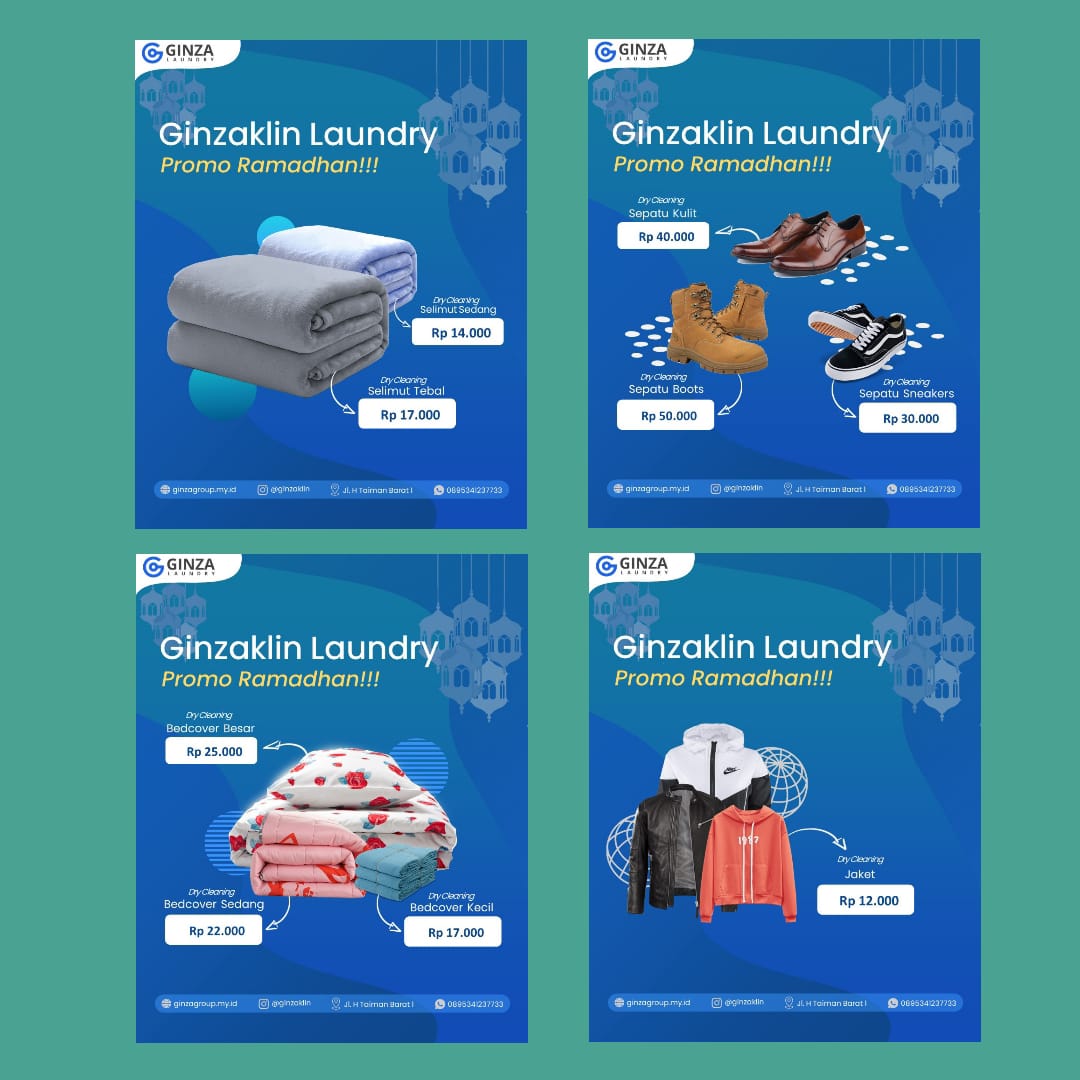 GINZA
LAUNDRY
Ginzaklin Laundry
Promo Ramadhan!!!
Dry Cleaning
Selimut Sedang
Rp 14.000
Dry Cleaning
Selimut Tebal
Rp 17.000
ginzagroup.my.id @ginzaklin Jl. H Taiman Barat I 0895341237733
GINZA
LAUNDRY
Ginzaklin Laundry
Promo Ramadhan!!!
Dry Cleaning
Sepatu Kulit
Rp 40.000
Dry Cleaning
Sepatu Boots
Rp 50.000
Dry Cleaning
Sepatu Sneakers
Rp 30.000
ginzagroup.my.id @ginzaklin Jl. H Taiman Barat I 0895341237733
GINZA
LAUNDRY
Ginzaklin Laundry
Promo Ramadhan!!!
Dry Cleaning
Bedcover Besar
Rp 25.000
Dry Cleaning
Bedcover Sedang
Rp 22.000
Dry Cleaning
Bedcover Kecil
Rp 17.000
ginzagroup.my.id @ginzaklin Jl. H Taiman Barat I 0895341237733
GINZA
LAUNDRY
Ginzaklin Laundry
Promo Ramadhan!!!
1987
Dry Cleaning
Jaket
Rp 12.000
ginzagroup.my.id @ginzaklin Jl. H Taiman Barat I 0895341237733